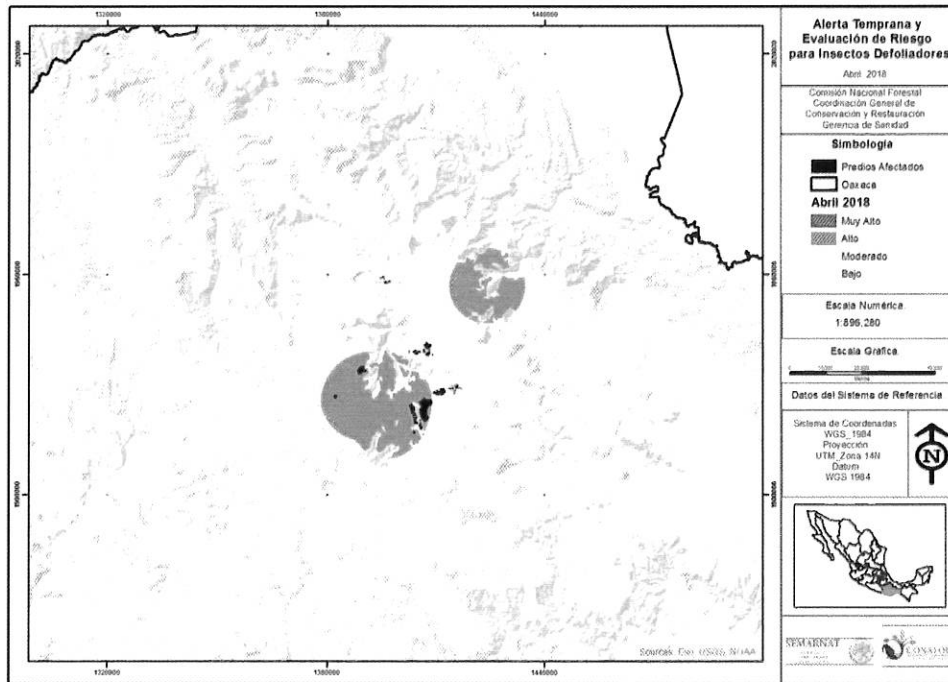 Alerta Temprana y
Evaluación de Riesgo
para Insectos Defoliadores
Abril 2018
Comisión Nacional Forestal
Coordinación General de
Conservación y Restauración
Gerencia de Sanidad
Simbología
Predios Afectados
Oaxaca
Abril 2018
Muy Alto
Alto
Moderado
Bajo
Escala Numérica
1:896,280
Escala Grafica
0
Datos del Sistema de Referencia
Sistema de Coordenadas
WGS_1984
Proyección
UTM_Zona 14N
Datum
WGS 1984
N
SEMARNAT
1320000 1380000 1440000
1320000 1380000 1440000
Sources: Esri, USGS, NOAA